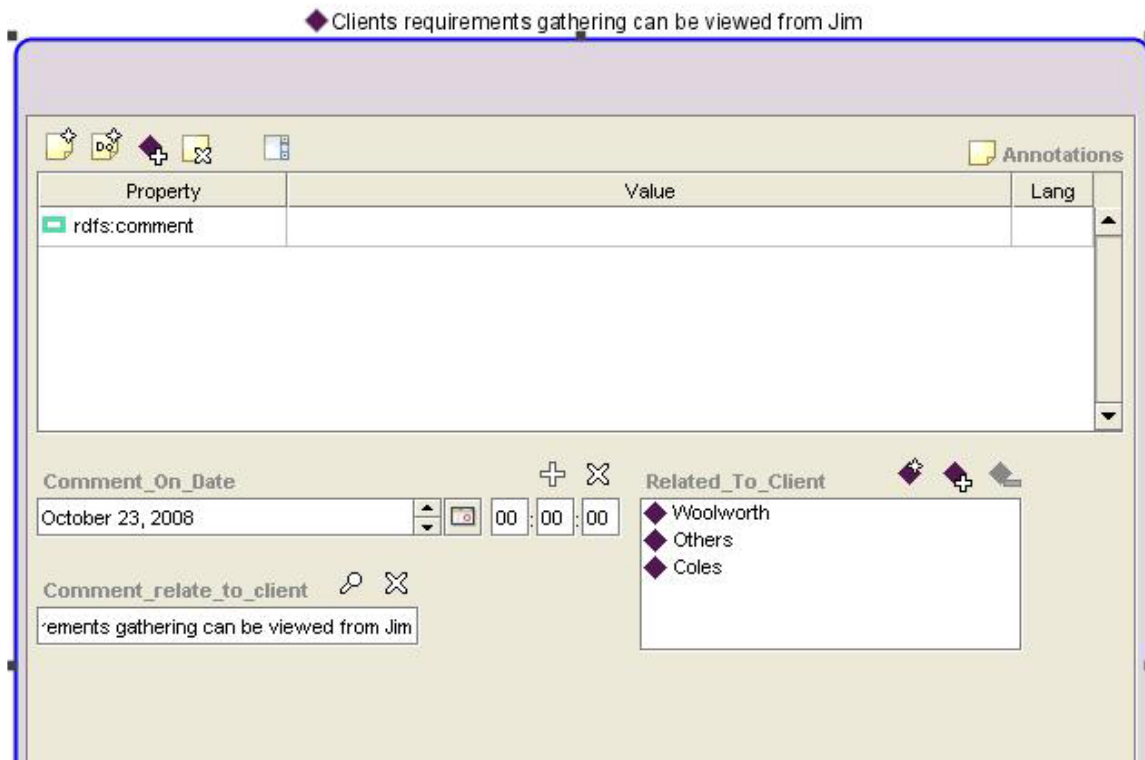 Clients requirements gathering can be viewed from Jim
Annotations
Property Value Lang
rdfs:comment
Comment_On_Date
October 23, 2008 00 : 00 : 00
Related_To_Client
Woolworth
Others
Coles
Comment_relate_to_client
ements gathering can be viewed from Jim